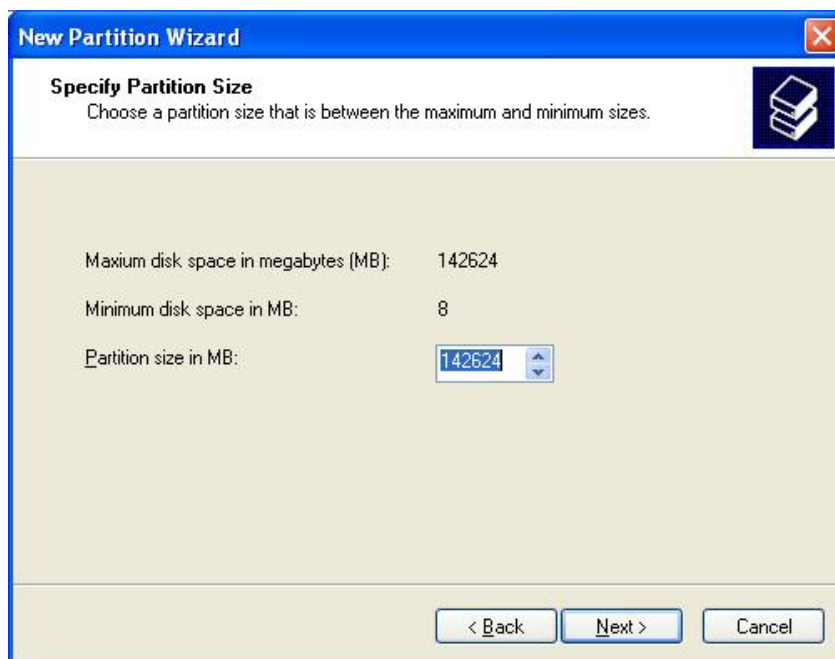 New Partition Wizard
Specify Partition Size
Choose a partition size that is between the maximum and minimum sizes.
Maxium disk space in megabytes (MB): 142624
Minimum disk space in MB: 8
Partition size in MB: 142624
< Back Next > Cancel